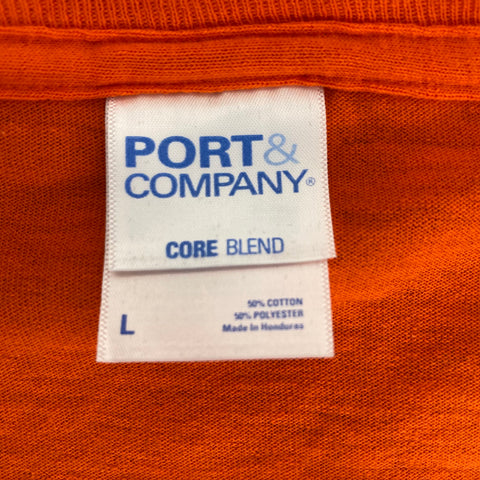 PORT&
COMPANY®
CORE BLEND
L
50% COTTON
50% POLYESTER
Made in Honduras